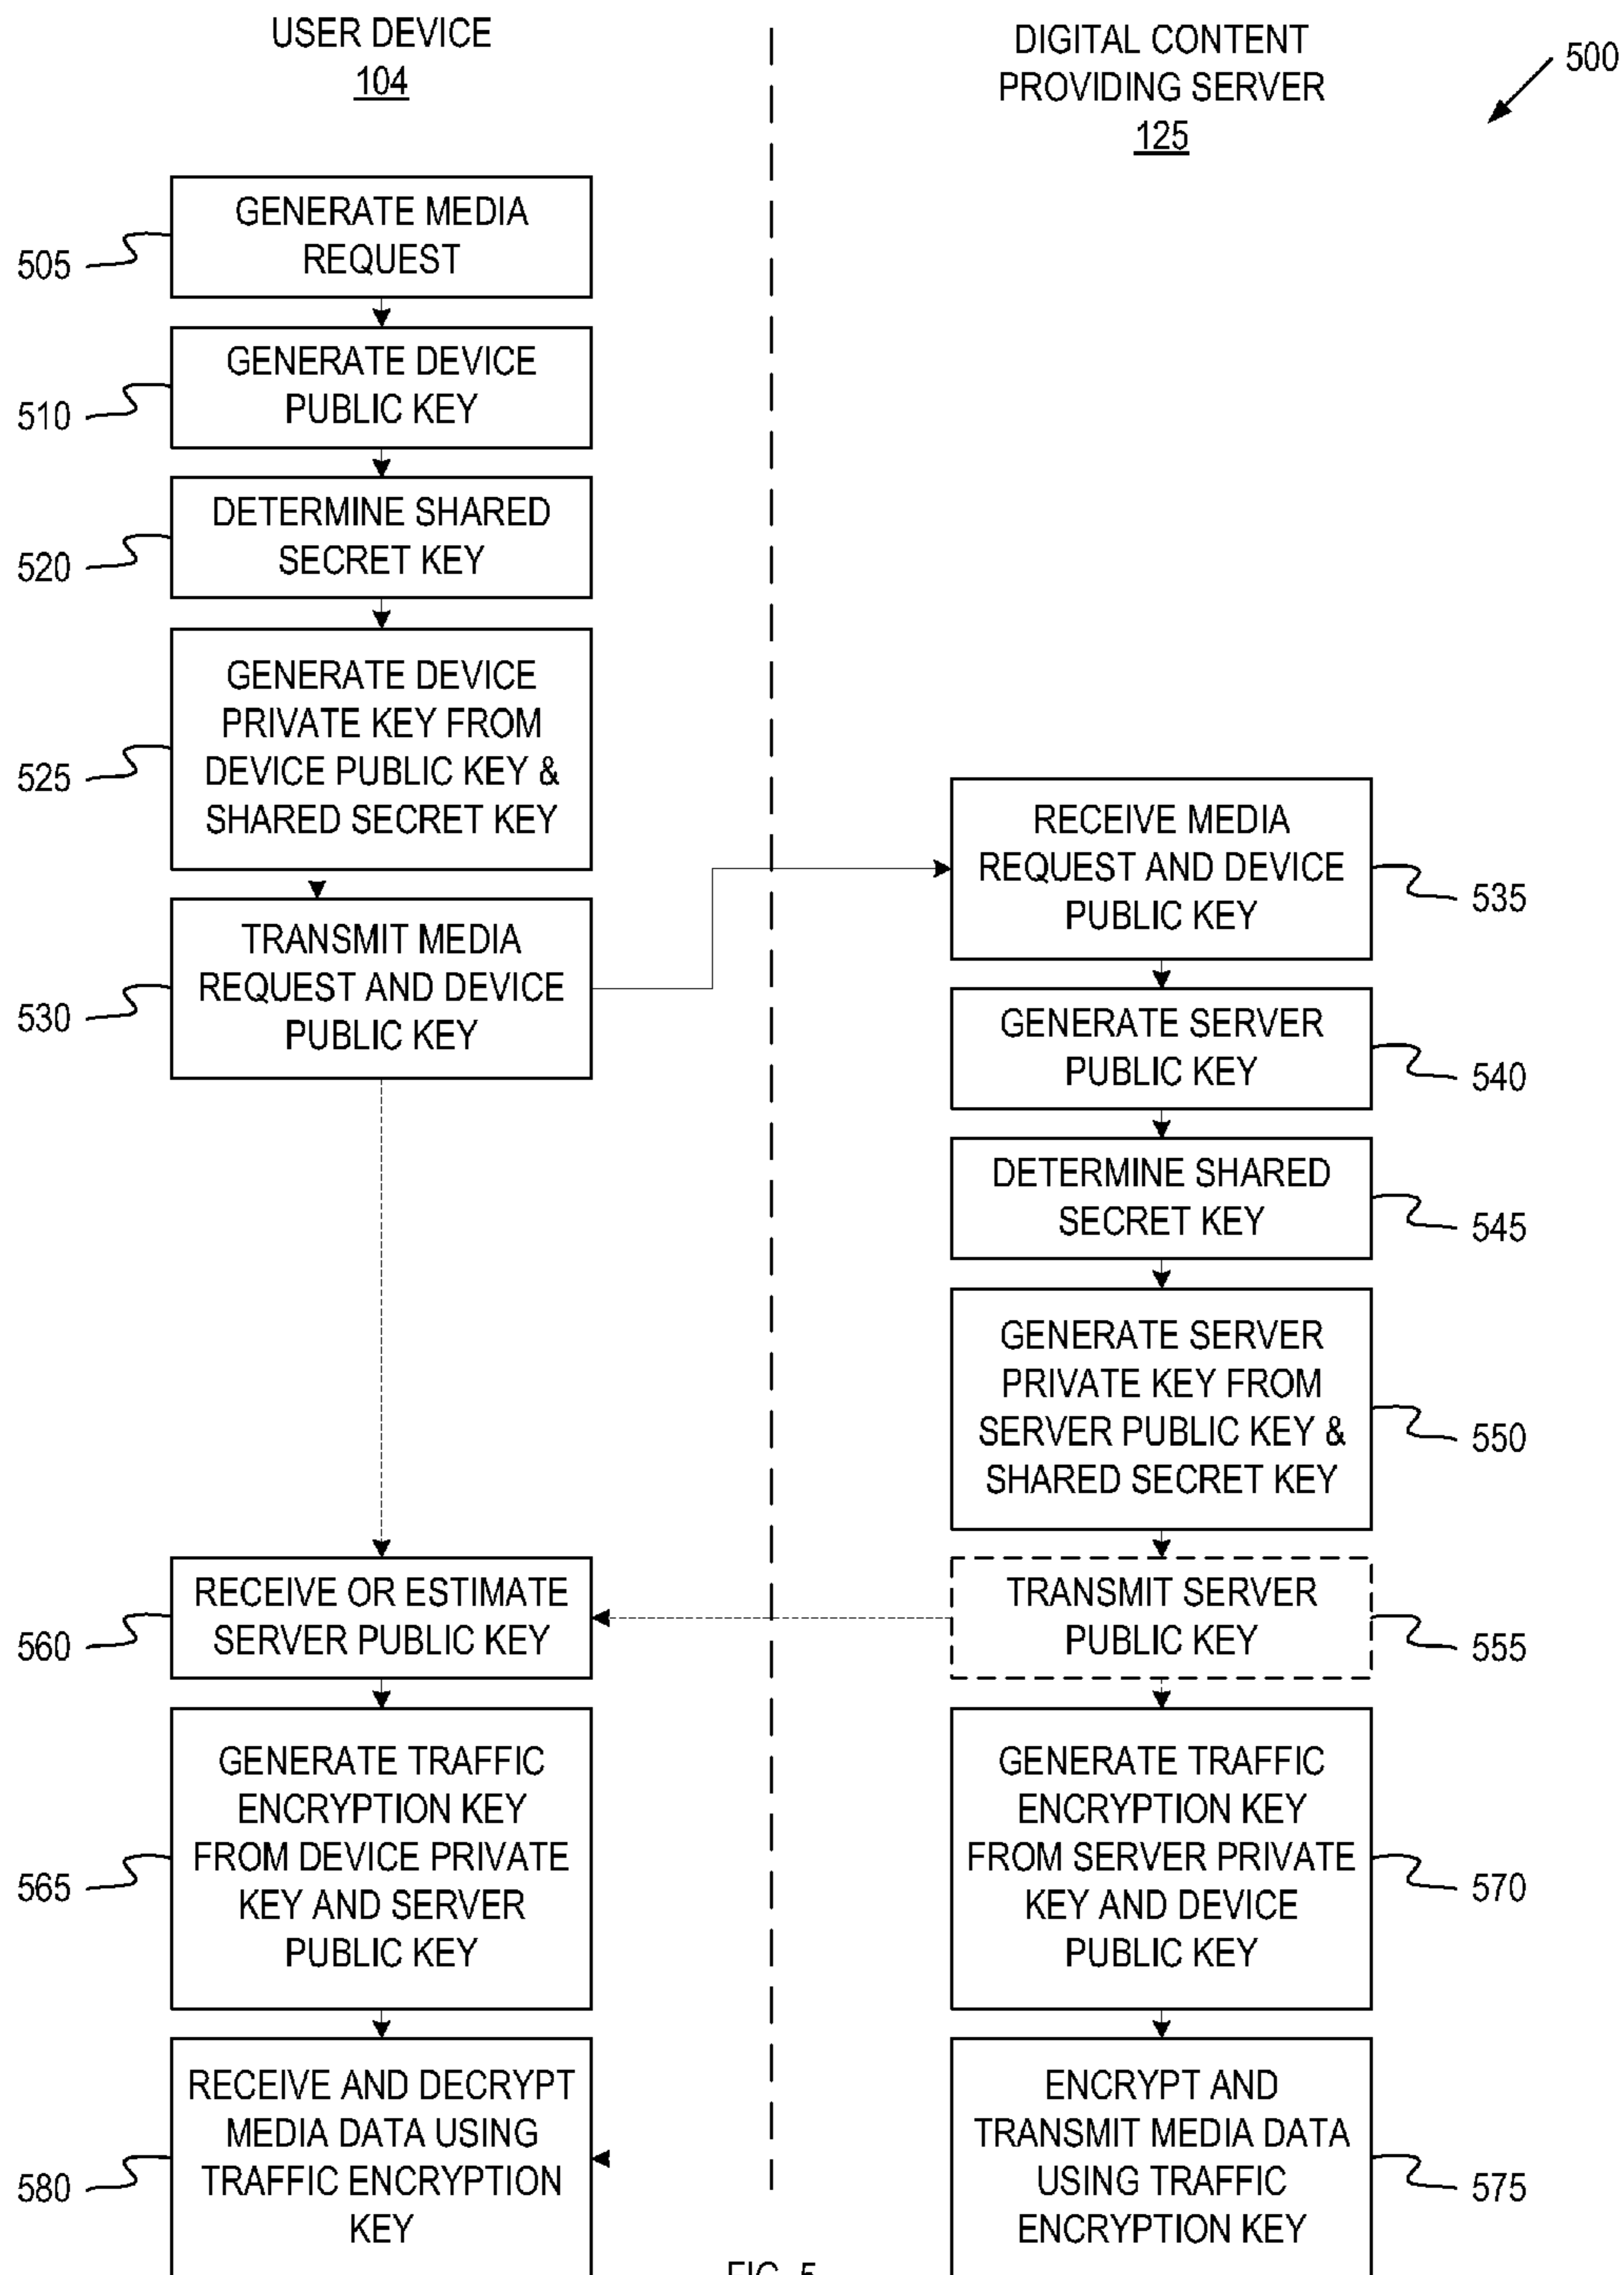 USER DEVICE
104
DIGITAL CONTENT
PROVIDING SERVER
125
500
GENERATE MEDIA
REQUEST
505
GENERATE DEVICE
PUBLIC KEY
510
DETERMINE SHARED
SECRET KEY
520
GENERATE DEVICE
PRIVATE KEY FROM
DEVICE PUBLIC KEY &
SHARED SECRET KEY
525
TRANSMIT MEDIA
REQUEST AND DEVICE
PUBLIC KEY
530
RECEIVE MEDIA
REQUEST AND DEVICE
PUBLIC KEY
535
GENERATE SERVER
PUBLIC KEY
540
DETERMINE SHARED
SECRET KEY
545
GENERATE SERVER
PRIVATE KEY FROM
SERVER PUBLIC KEY &
SHARED SECRET KEY
550
TRANSMIT SERVER
PUBLIC KEY
555
RECEIVE OR ESTIMATE
SERVER PUBLIC KEY
560
GENERATE TRAFFIC
ENCRYPTION KEY
FROM DEVICE PRIVATE
KEY AND SERVER
PUBLIC KEY
565
GENERATE TRAFFIC
ENCRYPTION KEY
FROM SERVER PRIVATE
KEY AND DEVICE
PUBLIC KEY
570
ENCRYPT AND
TRANSMIT MEDIA DATA
USING TRAFFIC
ENCRYPTION KEY
575
RECEIVE AND DECRYPT
MEDIA DATA USING
TRAFFIC ENCRYPTION
KEY
580
FIG. 5